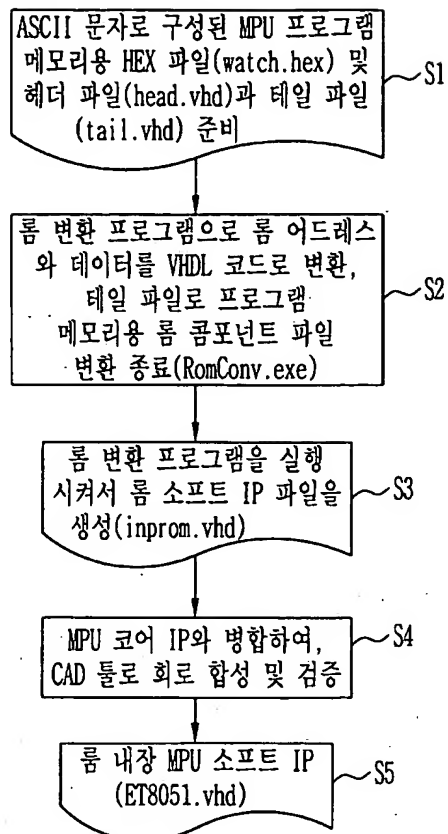 ASCII 문자로 구성된 MPU 프로그램
메모리용 HEX 파일(watch.hex) 및
헤더 파일(head.vhd)과 테일 파일
(tail.vhd) 준비
S1
롬 변환 프로그램으로 롬 어드레스
와 데이터를 VHDL 코드로 변환,
테일 파일로 프로그램
메모리용 롬 콤포넌트 파일
변환 종료(RomConv.exe)
S2
롬 변환 프로그램을 실행
시켜서 롬 소프트 IP 파일을
생성(inprom.vhd)
S3
MPU 코어 IP와 병합하여,
CAD 툴로 회로 합성 및 검증
S4
룸 내장 MPU 소프트 IP
(ET8051.vhd)
S5